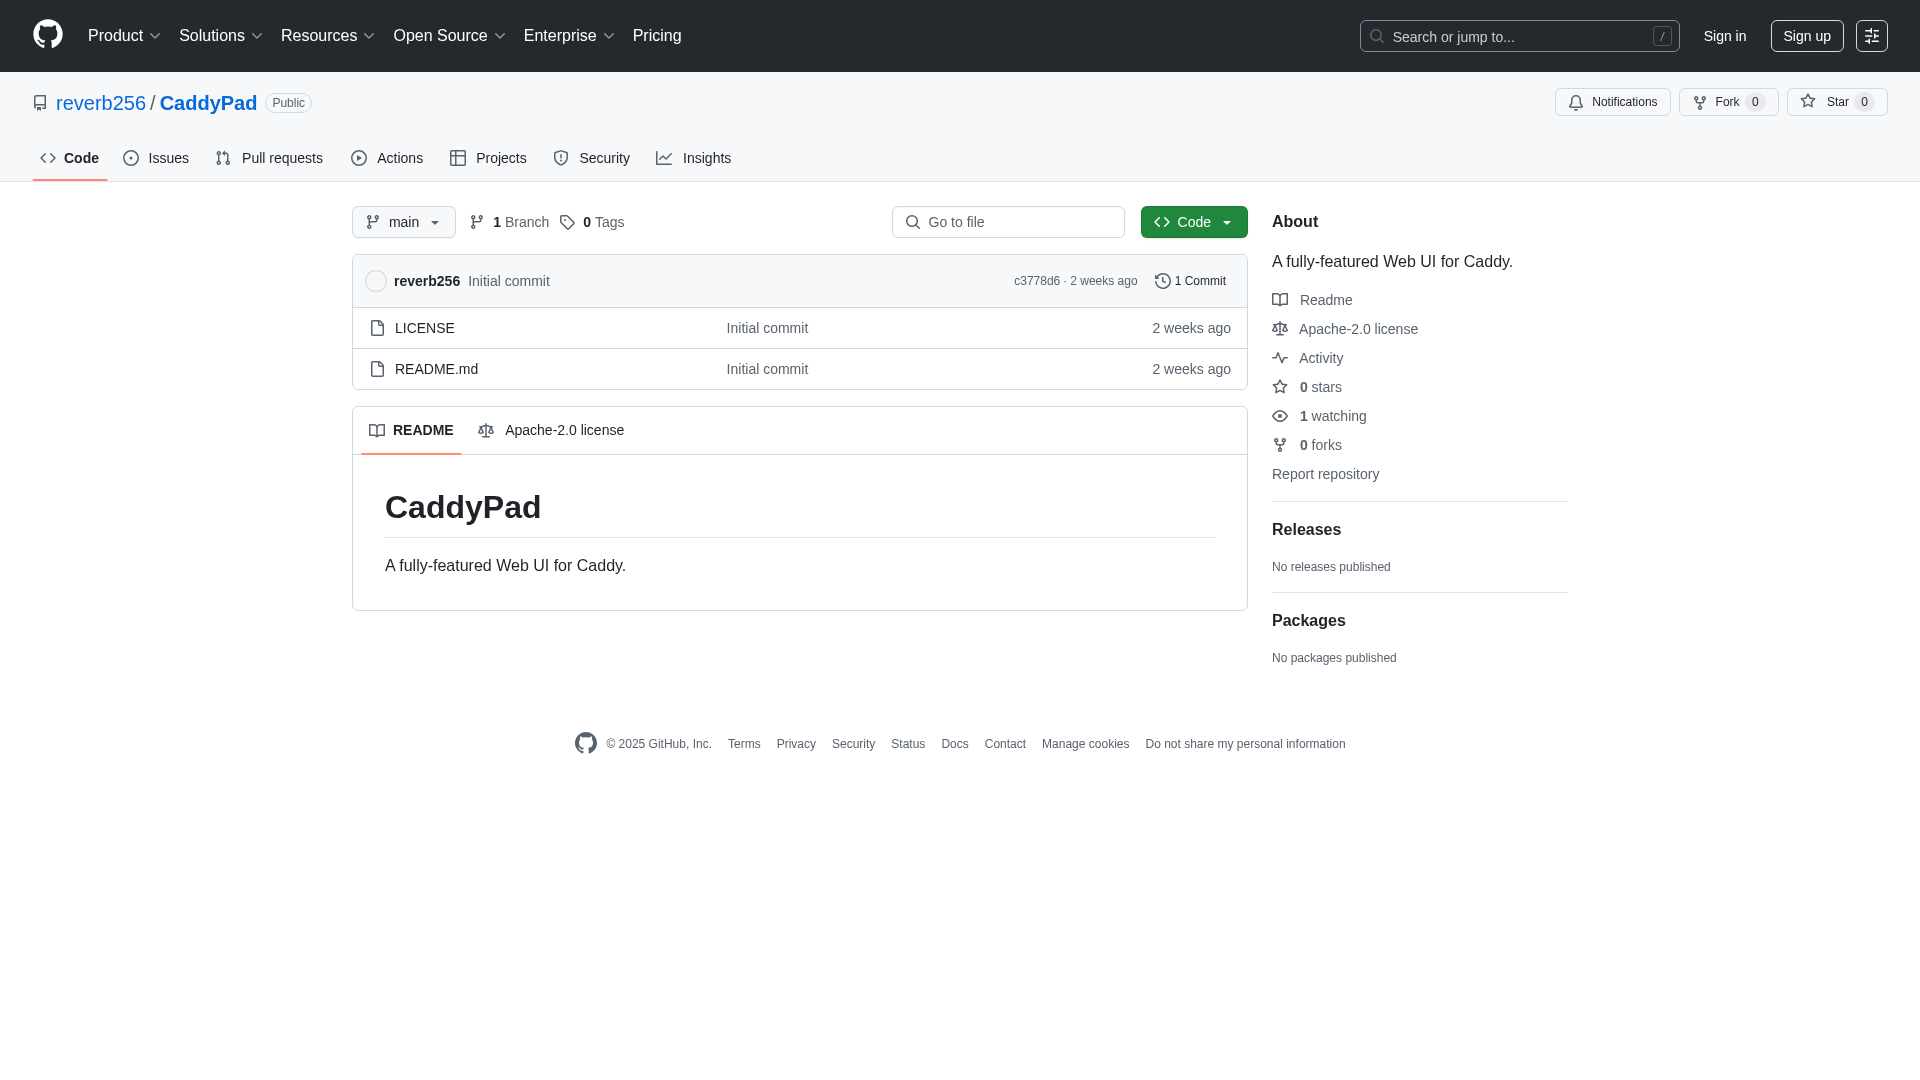 Product Solutions Resources Open Source Enterprise Pricing Search or jump to... / Sign in Sign up
reverb256 / CaddyPad Public Notifications Fork 0 Star 0
Code Issues Pull requests Actions Projects Security Insights
main 1 Branch 0 Tags Go to file Code
reverb256 Initial commit c3778d6 · 2 weeks ago 1 Commit
LICENSE Initial commit 2 weeks ago
README.md Initial commit 2 weeks ago
README Apache-2.0 license
CaddyPad
A fully-featured Web UI for Caddy.
About
A fully-featured Web UI for Caddy.
Readme
Apache-2.0 license
Activity
0 stars
1 watching
0 forks
Report repository
Releases
No releases published
Packages
No packages published
© 2025 GitHub, Inc. Terms Privacy Security Status Docs Contact Manage cookies Do not share my personal information